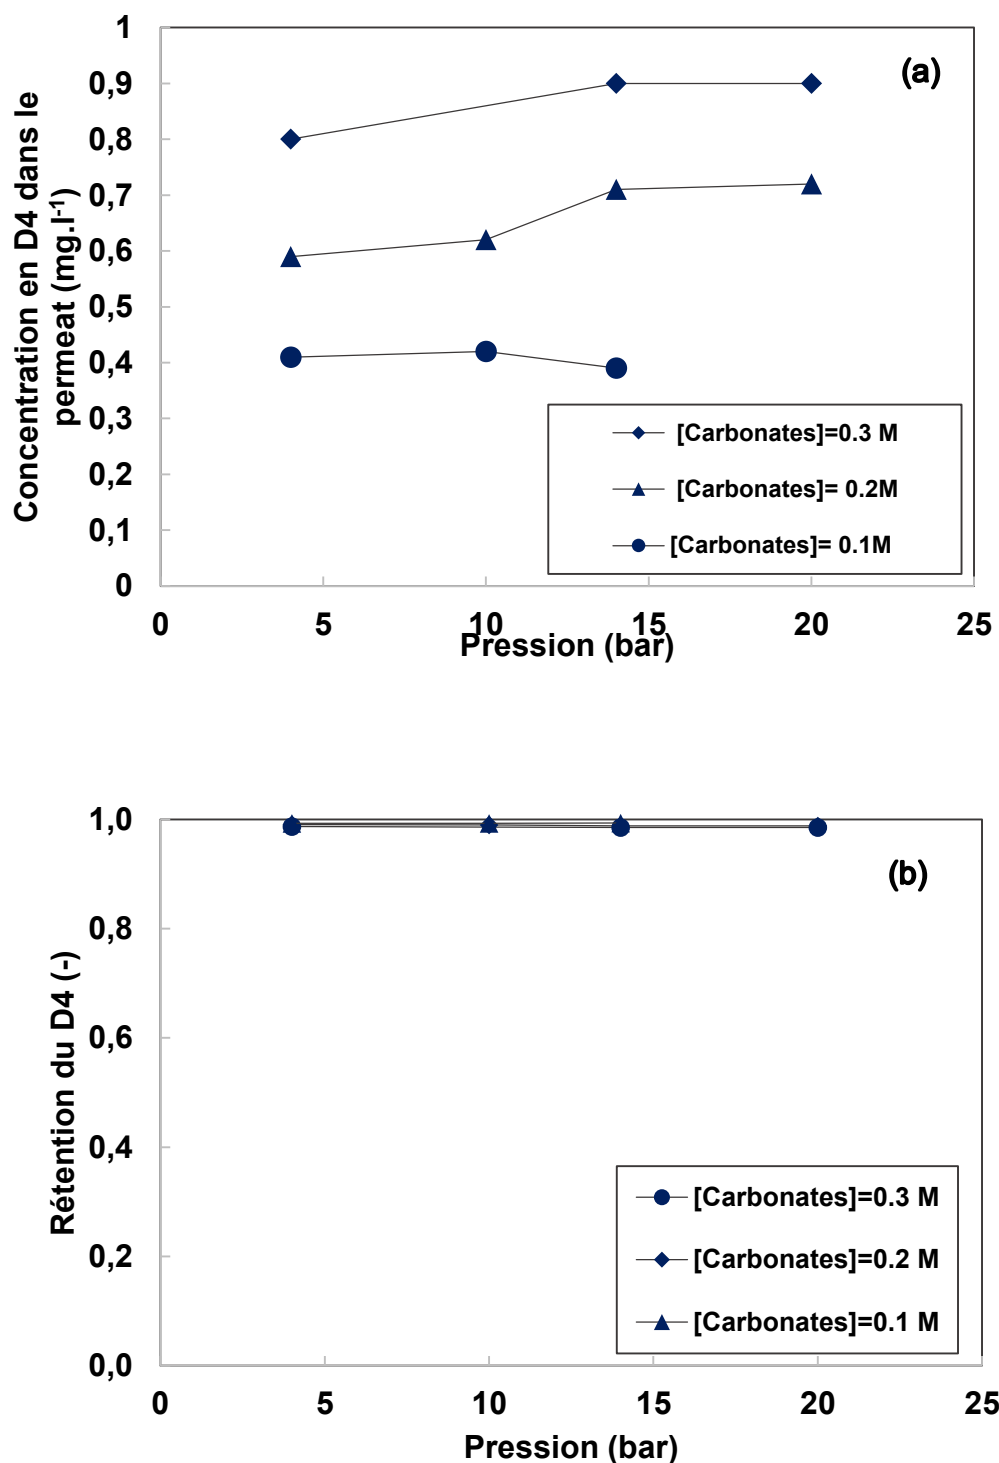 1
0,9
0,8
0,7
0,6
0,5
0,4
0,3
0,2
0,1
0
Concentration en D4 dans le
permeat (mg.l⁻¹)
(a)
[Carbonates]=0.3 M
[Carbonates]= 0.2M
[Carbonates]= 0.1M
0 5 10 15 20 25
Pression (bar)
1,0
0,8
0,6
0,4
0,2
0,0
Rétention du D4 (-)
(b)
[Carbonates]=0.3 M
[Carbonates]=0.2 M
[Carbonates]=0.1 M
0 5 10 15 20 25
Pression (bar)